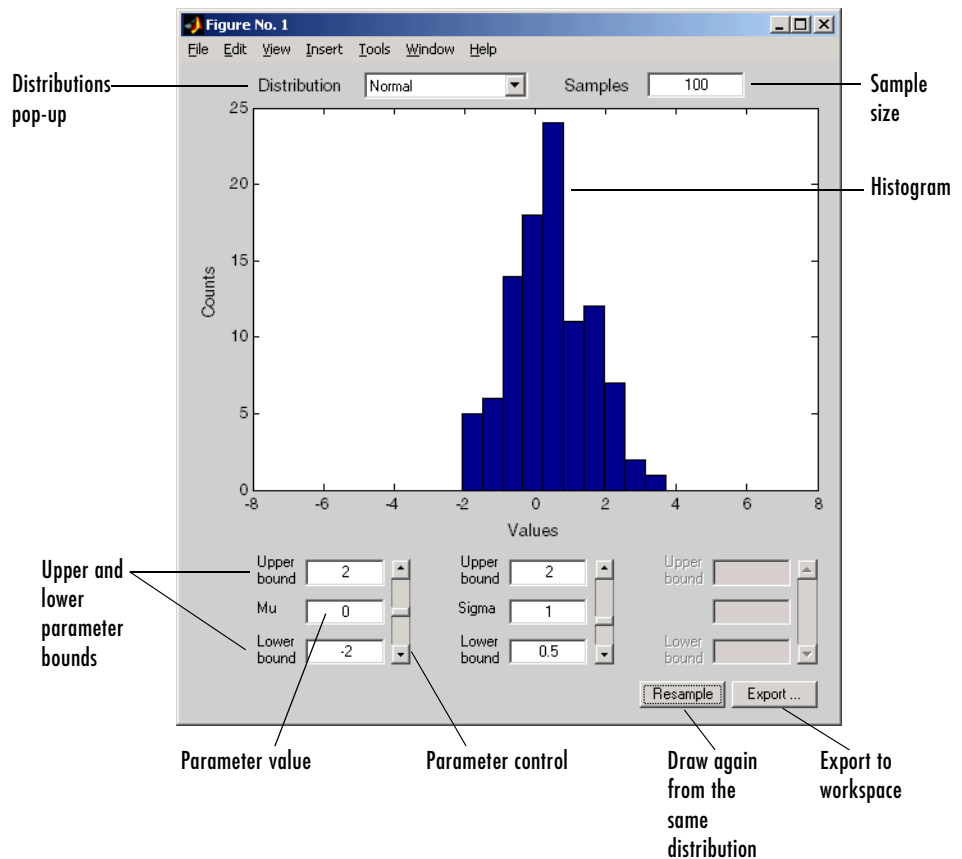 Figure No. 1
File Edit View Insert Tools Window Help
Distributions pop-up
Distribution Normal Samples 100
Sample size
Histogram
Counts
25
20
15
10
5
0
-8 -6 -4 -2 0 2 4 6 8
Values
Upper and lower parameter bounds
Upper bound 2
Mu 0
Lower bound -2
Upper bound 2
Sigma 1
Lower bound 0.5
Upper bound
Lower bound
Resample Export ...
Parameter value
Parameter control
Draw again from the same distribution
Export to workspace